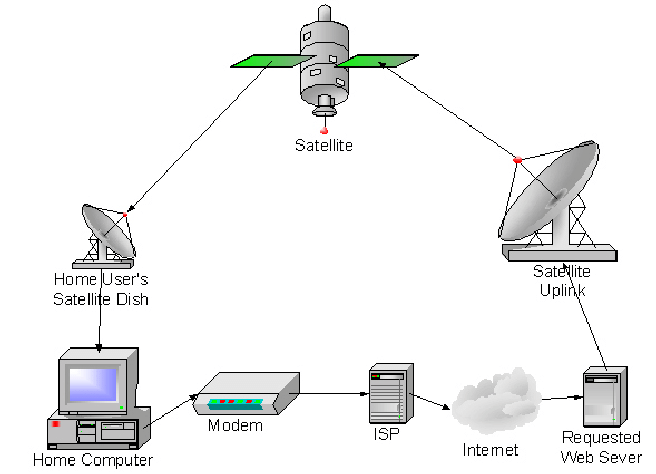 Satellite
Home User's
Satellite Dish
Satellite
Uplink
Home Computer
Modem
ISP
Internet
Requested
Web Sever